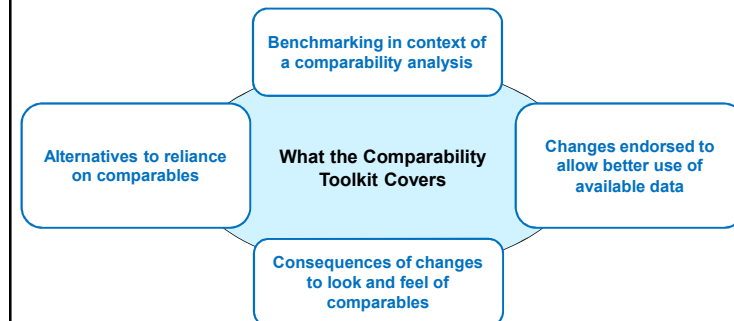 Benchmarking in context of
a comparability analysis
Alternatives to reliance
on comparables
What the Comparability
Toolkit Covers
Changes endorsed to
allow better use of
available data
Consequences of changes
to look and feel of
comparables